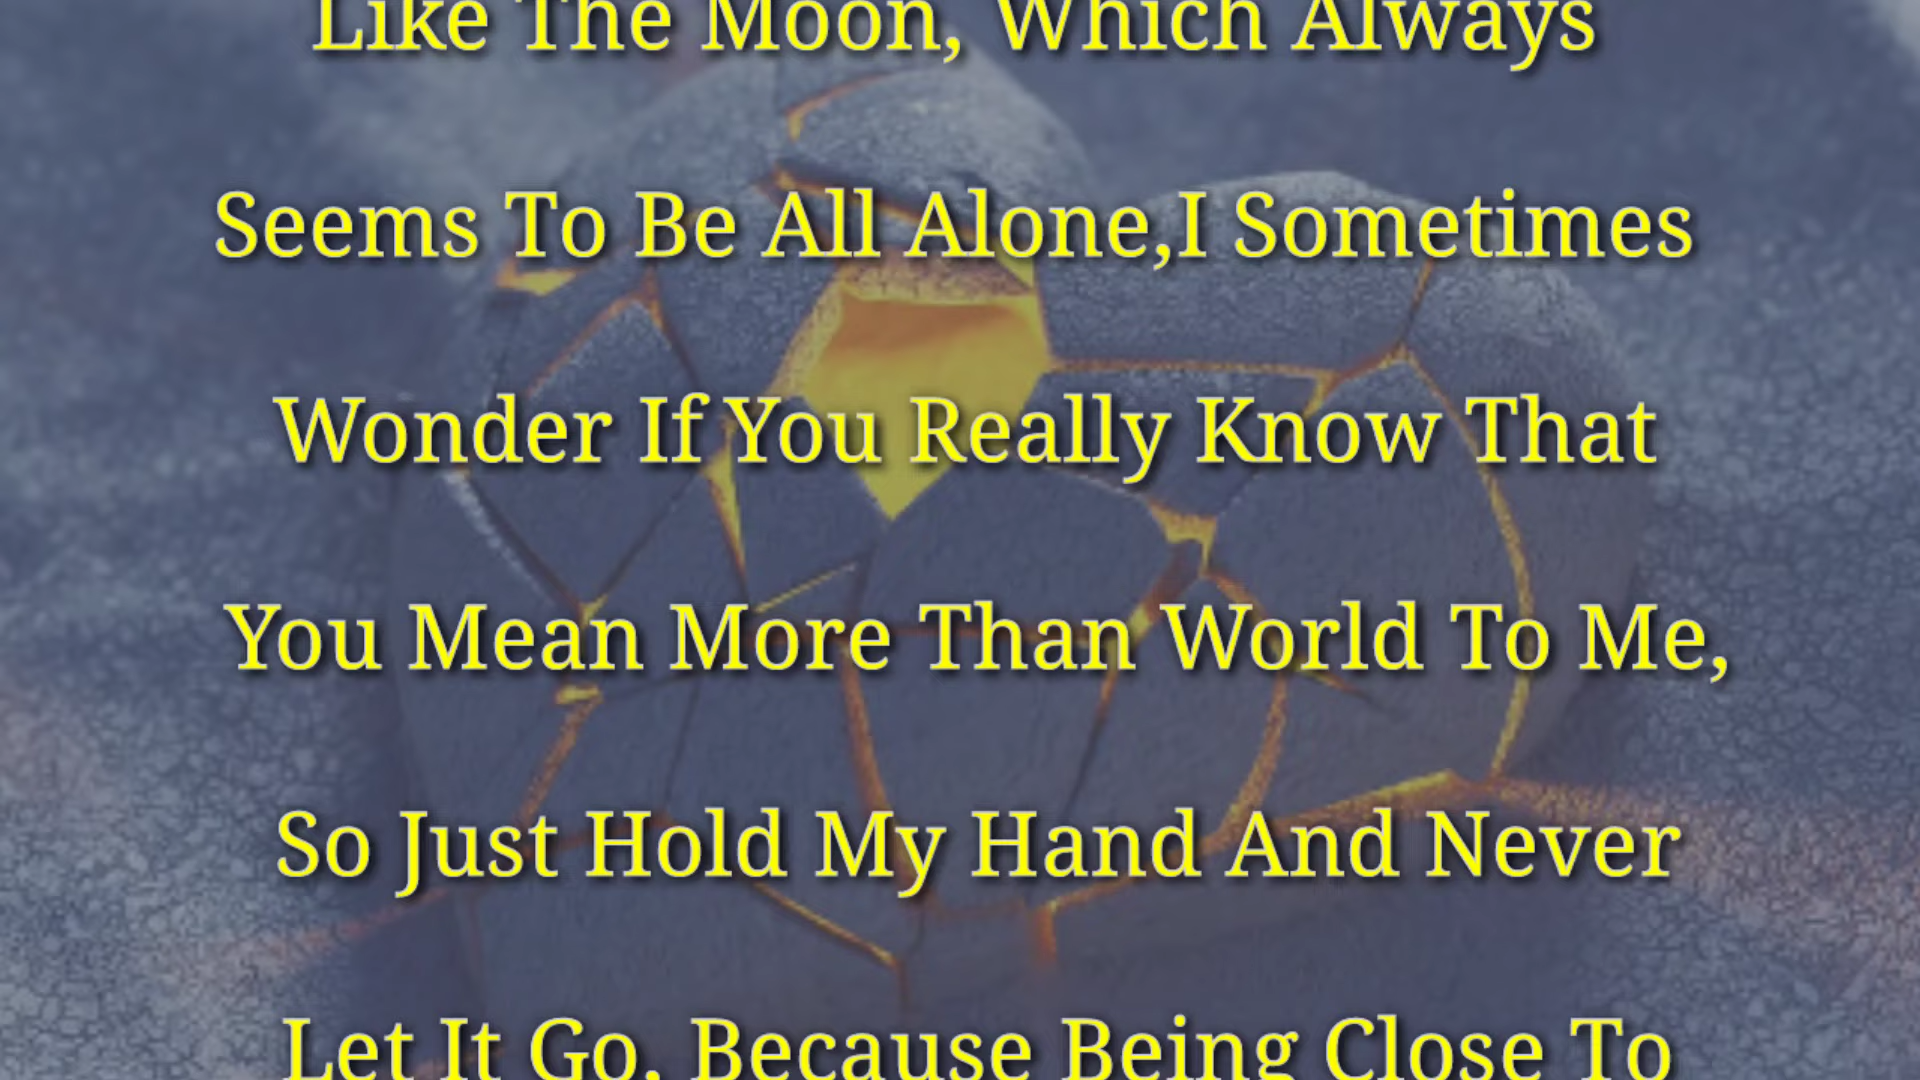 Like The Moon, Which Always
Seems To Be All Alone,I Sometimes
Wonder If You Really Know That
You Mean More Than World To Me,
So Just Hold My Hand And Never
Let It Go, Because Being Close To